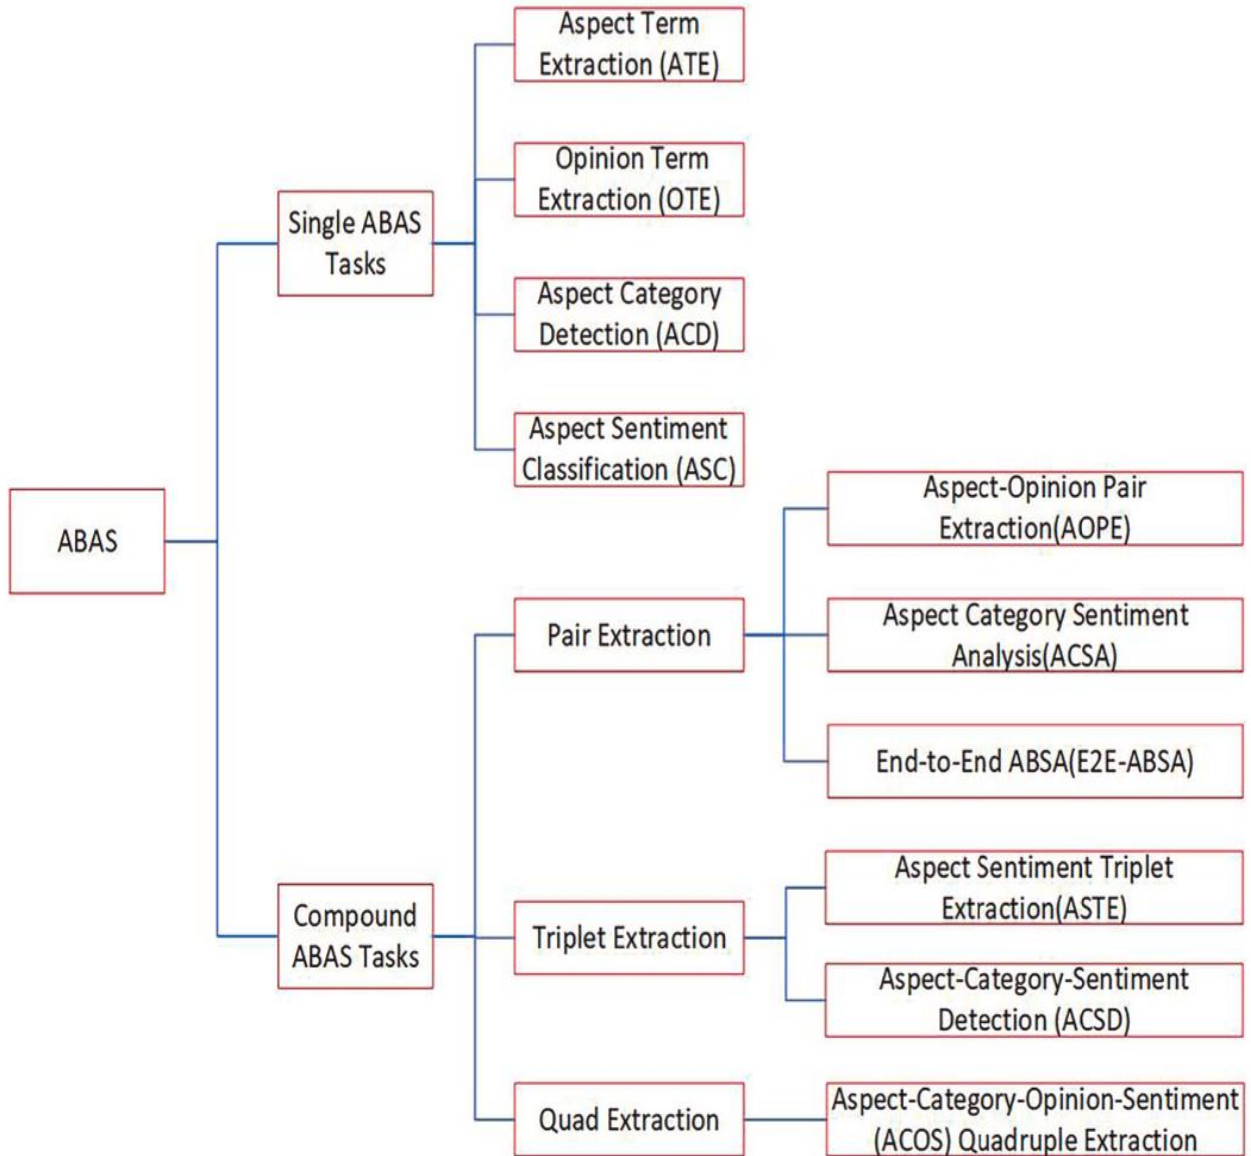 Aspect Term
Extraction (ATE)
Opinion Term
Extraction (OTE)
Single ABAS
Tasks
Aspect Category
Detection (ACD)
Aspect Sentiment
Classification (ASC)
ABAS
Aspect-Opinion Pair
Extraction(AOPE)
Pair Extraction
Aspect Category Sentiment
Analysis(ACSA)
End-to-End ABSA(E2E-ABSA)
Compound
ABAS Tasks
Triplet Extraction
Aspect Sentiment Triplet
Extraction(ASTE)
Aspect-Category-Sentiment
Detection (ACSD)
Quad Extraction
Aspect-Category-Opinion-Sentiment
(ACOS) Quadruple Extraction